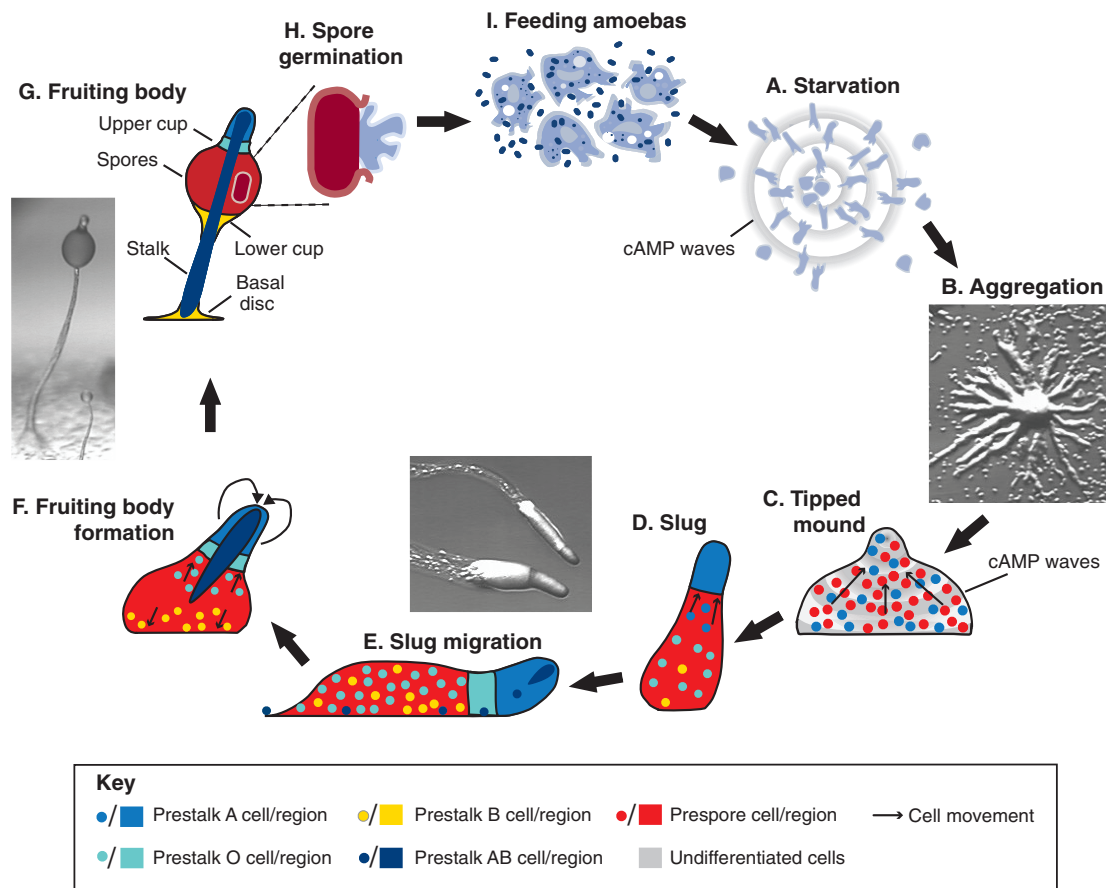 I. Feeding amoebas
H. Spore
germination
A. Starvation
G. Fruiting body
Upper cup
Spores
cAMP waves
Lower cup
Stalk
Basal
disc
B. Aggregation
C. Tipped
mound
cAMP waves
D. Slug
F. Fruiting body
formation
E. Slug migration
Key
/ Prestalk A cell/region
/ Prestalk B cell/region
/ Prespore cell/region
Cell movement
/ Prestalk O cell/region
/ Prestalk AB cell/region
Undifferentiated cells